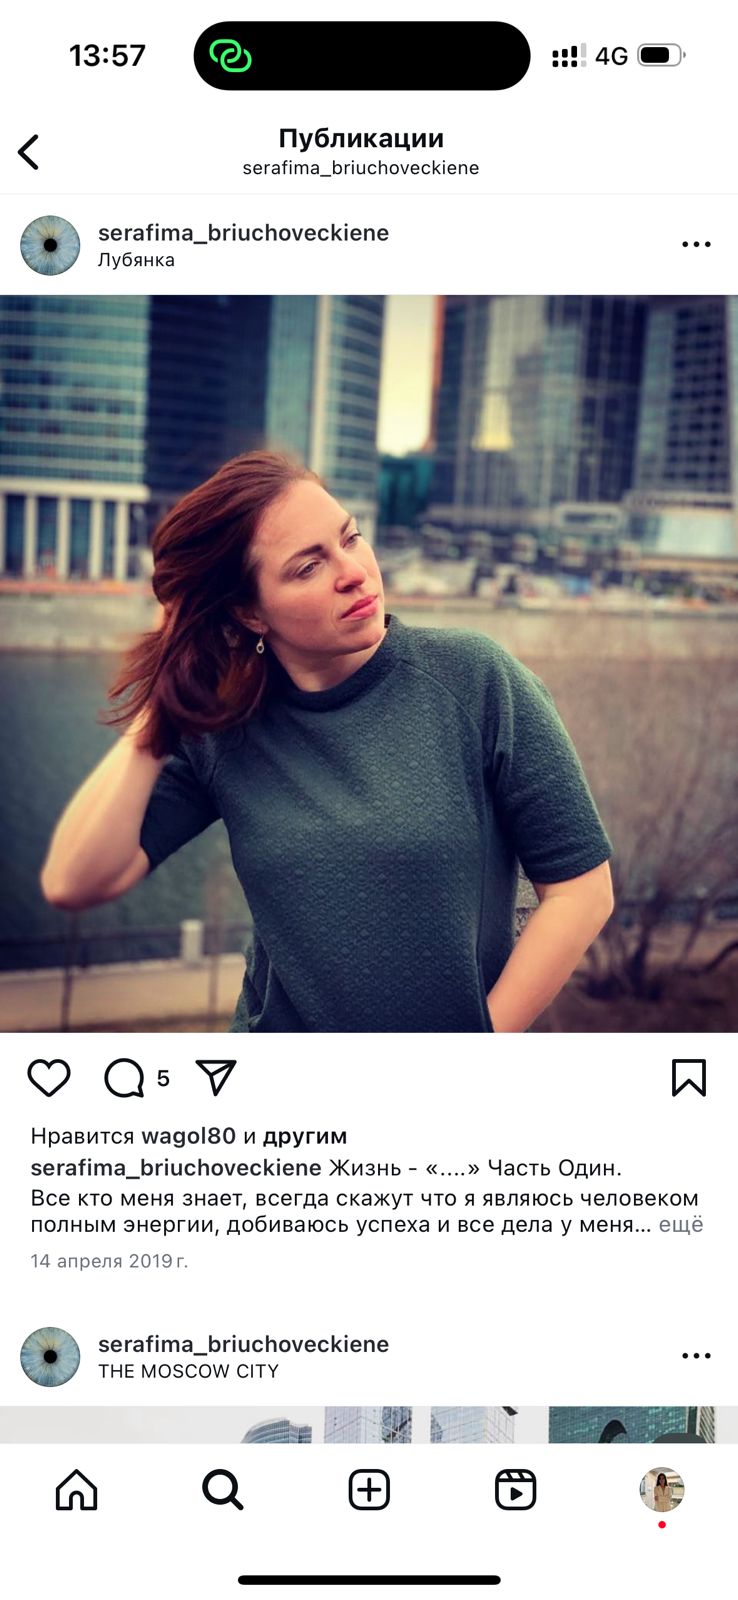 13:57
4G
Публикации
serafima_briuchoveckiene
serafima_briuchoveckiene
Лубянка
5
Нравится wagol80 и другим
serafima_briuchoveckiene Жизнь - «....» Часть Один.
Все кто меня знает, всегда скажут что я являюсь человеком
полным энергии, добиваюсь успеха и все дела у меня... ещё
14 апреля 2019 г.
serafima_briuchoveckiene
THE MOSCOW CITY